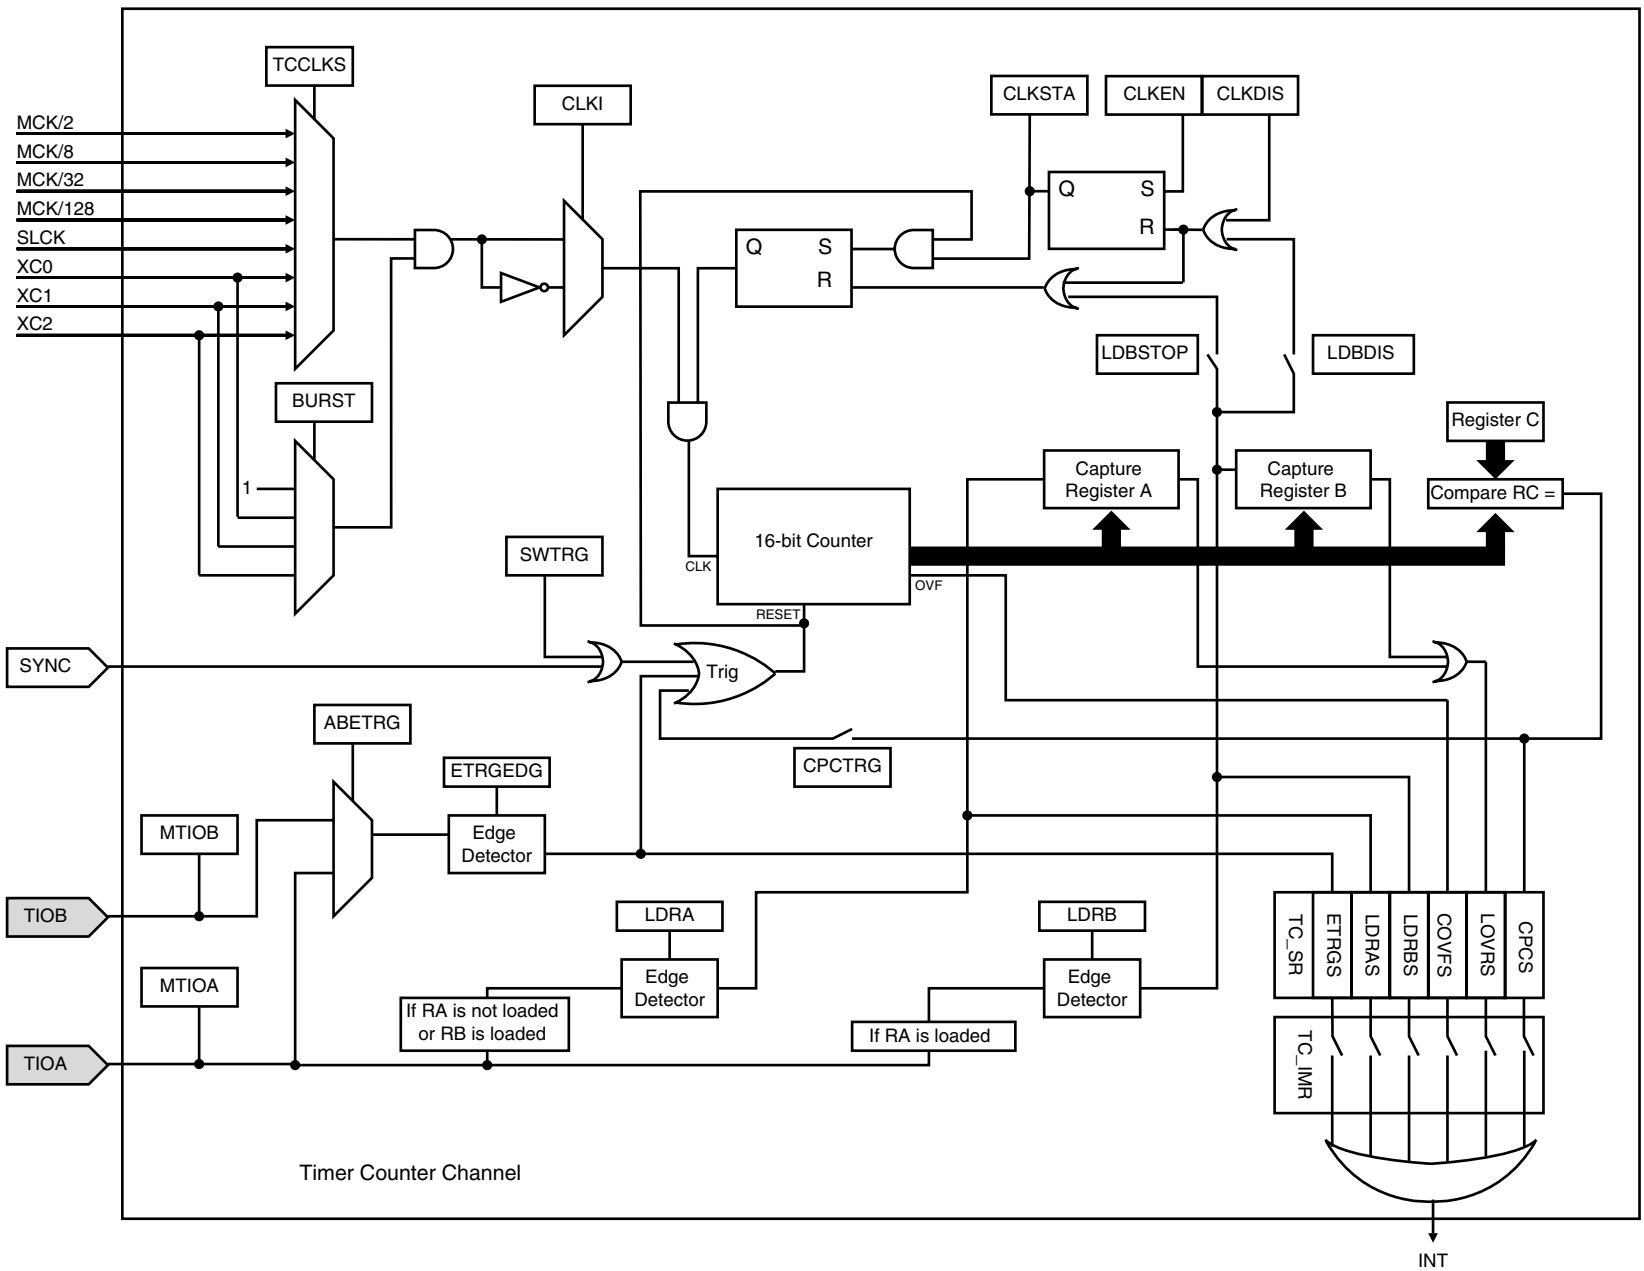 TCCLKS
CLKI
CLKSTA
CLKEN
CLKDIS
MCK/2
MCK/8
MCK/32
MCK/128
SLCK
XC0
XC1
XC2
Q
S
R
Q
S
R
LDBSTOP
LDBDIS
BURST
1
Register C
Capture
Register A
Capture
Register B
Compare RC =
16-bit Counter
CLK
OVF
RESET
SWTRG
SYNC
Trig
ABETRG
ETRGEDG
CPCTRG
MTIOB
Edge
Detector
TIOB
LDRA
LDRB
MTIOA
Edge
Detector
Edge
Detector
If RA is not loaded
or RB is loaded
If RA is loaded
TIOA
TC_SR
ETRGS
LDRAS
LDRBS
COVFS
LOVRS
CPCS
TC_IMR
Timer Counter Channel
INT